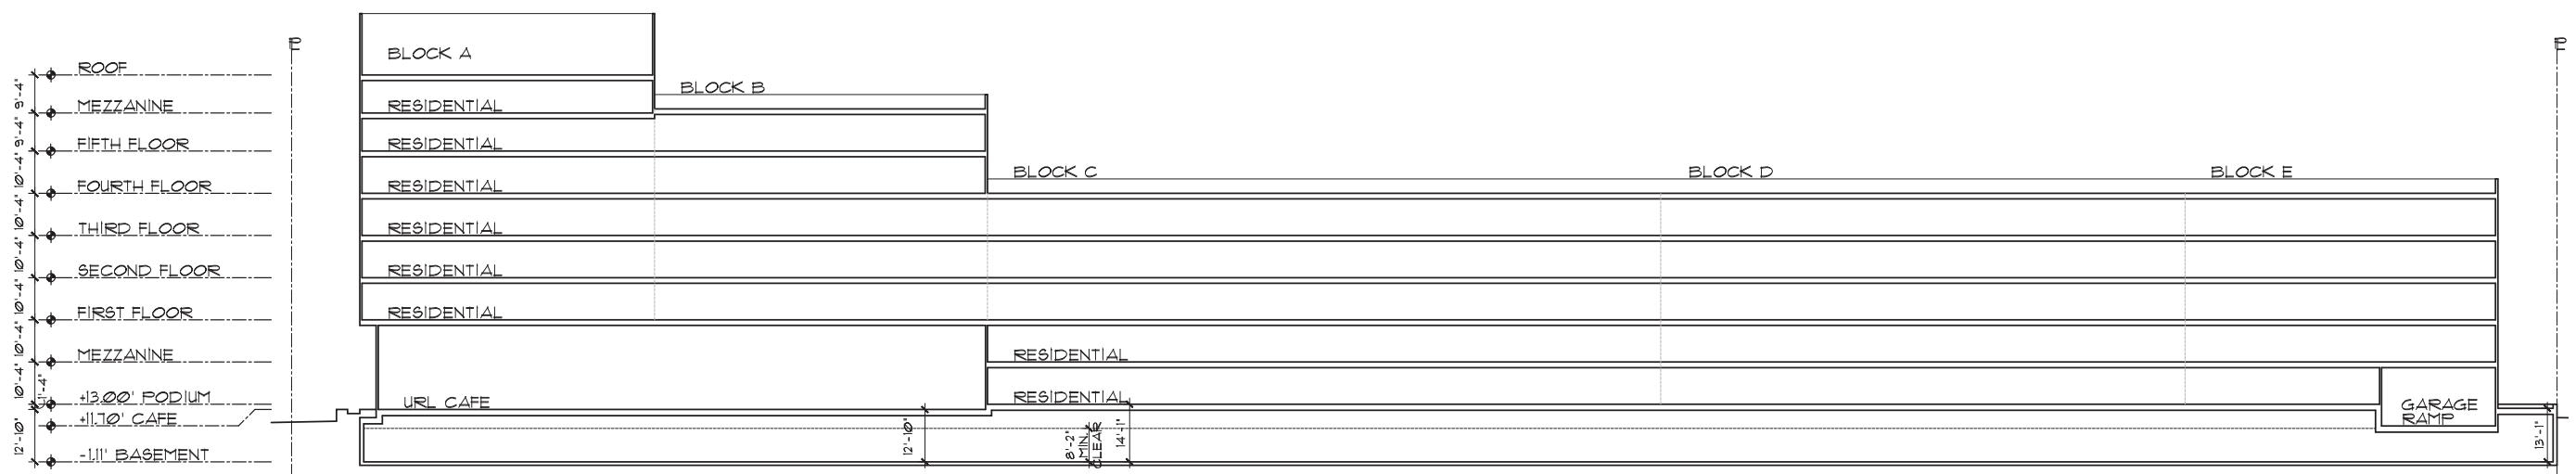 BLOCK A
ROOF
9'-4"
BLOCK B
MEZZANINE
RESIDENTIAL
9'-4"
FIFTH FLOOR
RESIDENTIAL
10'-4"
BLOCK C
BLOCK D
BLOCK E
FOURTH FLOOR
RESIDENTIAL
10'-4"
THIRD FLOOR
RESIDENTIAL
10'-4"
SECOND FLOOR
RESIDENTIAL
10'-4"
FIRST FLOOR
RESIDENTIAL
10'-4"
MEZZANINE
RESIDENTIAL
10'-4"
1'-4"
+13.00' PODIUM
URL CAFE
RESIDENTIAL
GARAGE
RAMP
+11.70' CAFE
12'-10"
12'-10"
8'-2"
MIN.
CLEAR
14'-1"
13'-1"
-1.11' BASEMENT